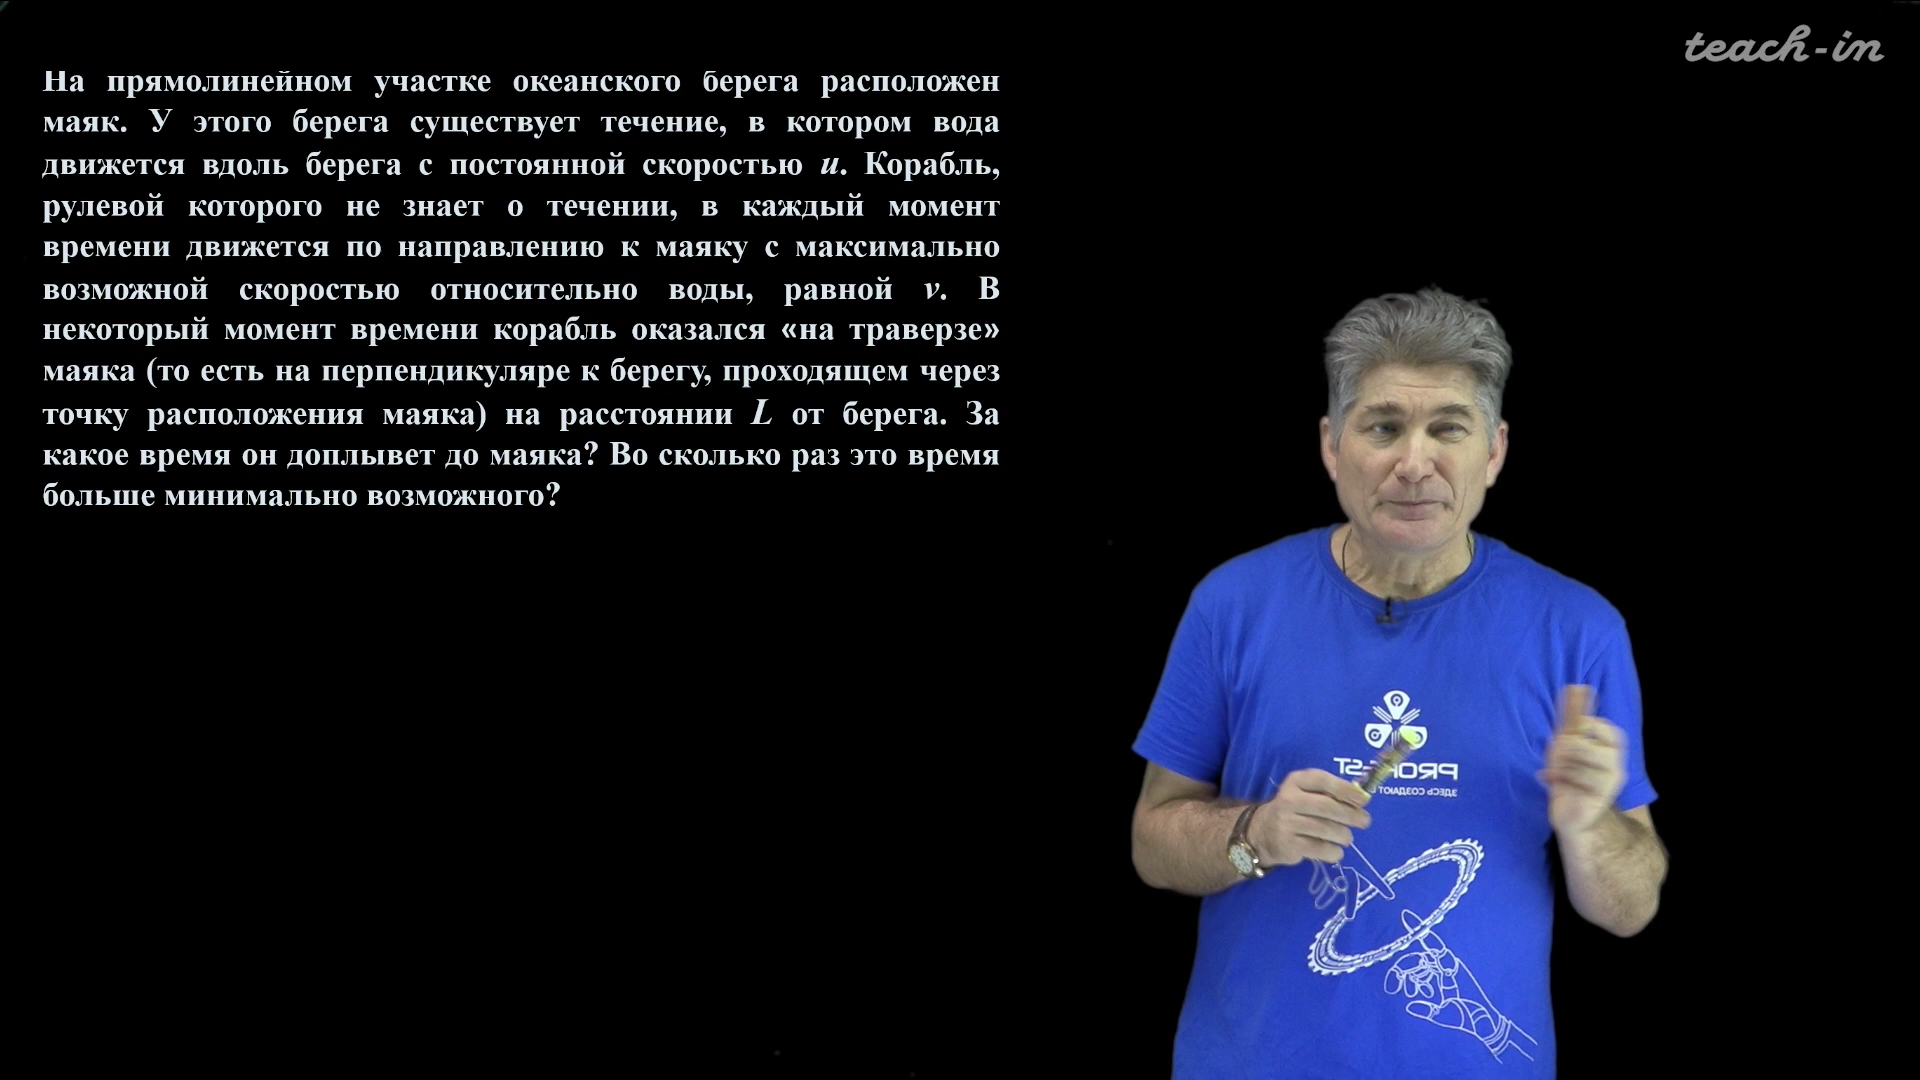 teach-in
На прямолинейном участке океанского берега расположен
маяк. У этого берега существует течение, в котором вода
движется вдоль берега с постоянной скоростью u. Корабль,
рулевой которого не знает о течении, в каждый момент
времени движется по направлению к маяку с максимально
возможной скоростью относительно воды, равной v. В
некоторый момент времени корабль оказался «на траверзе»
маяка (то есть на перпендикуляре к берегу, проходящем через
точку расположения маяка) на расстоянии L от берега. За
какое время он доплывет до маяка? Во сколько раз это время
больше минимально возможного?
ЗДЕСЬ СОЗДАЮТ